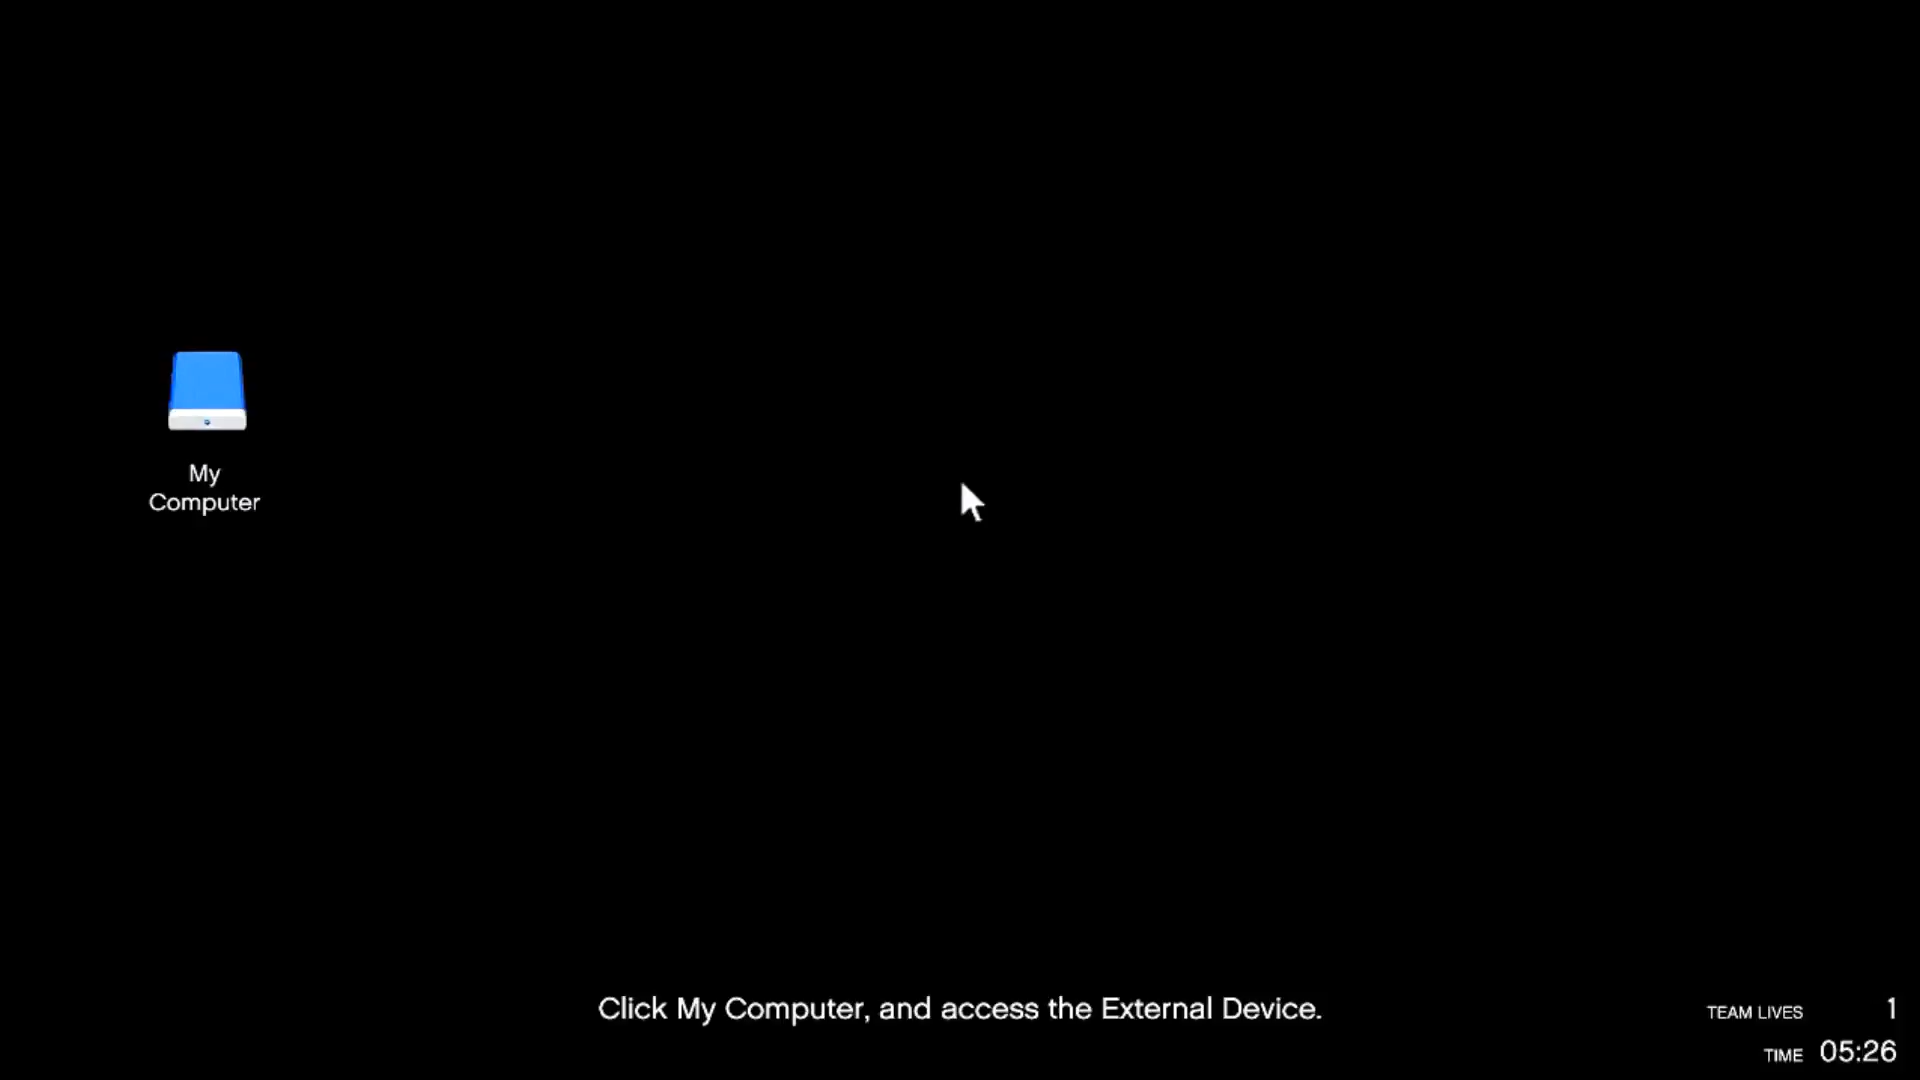 My
Computer
Click My Computer, and access the External Device.
TEAM LIVES 1
TIME 05:26